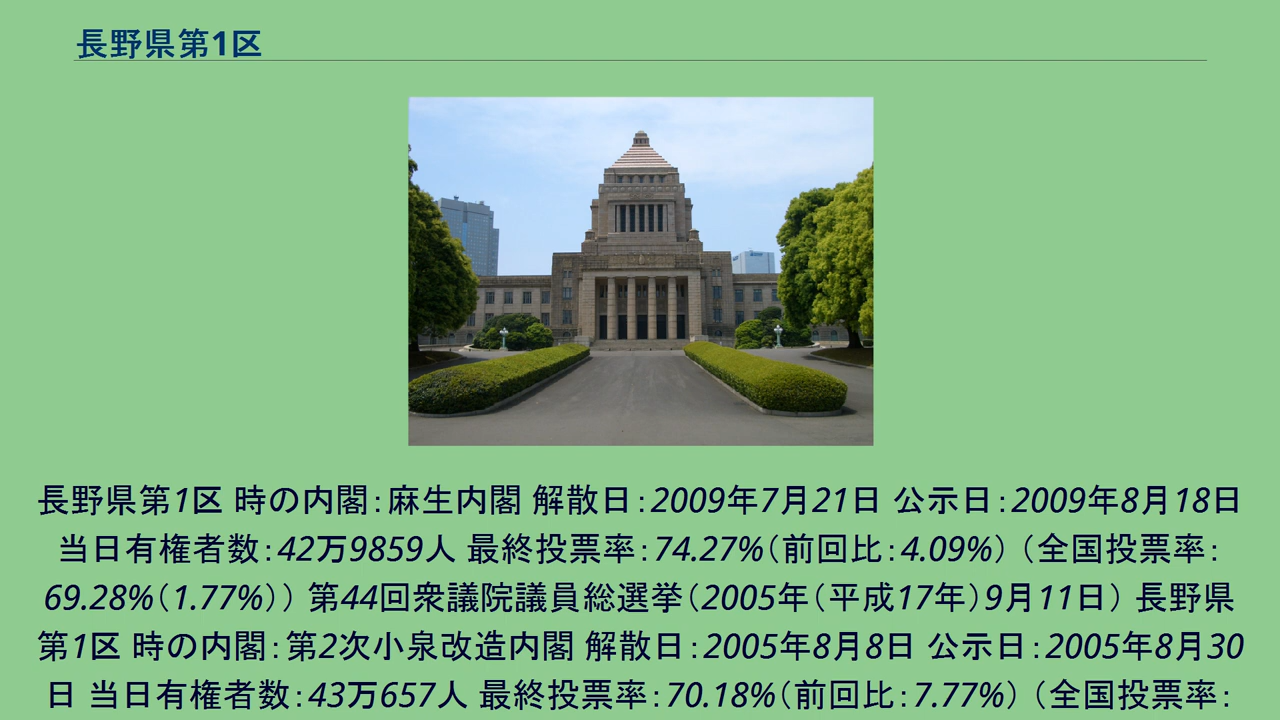 長野県第1区
長野県第1区 時の内閣：麻生内閣 解散日：2009年7月21日 公示日：2009年8月18日
当日有権者数：42万9859人 最終投票率：74.27%（前回比：4.09%） （全国投票率：
69.28%（1.77%）） 第44回衆議院議員総選挙（2005年（平成17年）9月11日） 長野県
第1区 時の内閣：第2次小泉改造内閣 解散日：2005年8月8日 公示日：2005年8月30
日 当日有権者数：43万657人 最終投票率：70.18%（前回比：7.77%） （全国投票率：